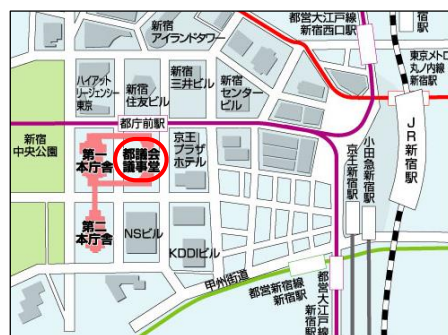 都営大江戸線
新宿西口駅
宿
駅
新宿
アイランドタワー
東京メトロ
丸ノ内線
新宿駅
ハイアット
リージェンシー
東京
新宿
住友ビル
新宿
三井ビル
新宿
センター
ビル
都庁前駅
JR新宿駅
新宿
中央公園
第一
本庁舎
都議会
議事堂
京王
プラザ
ホテル
小田急新宿駅
京王新宿駅
第二
本庁舎
NSビル
KDDIビル
甲州街道
都営新宿線
新宿駅
都営大江戸線
新宿駅